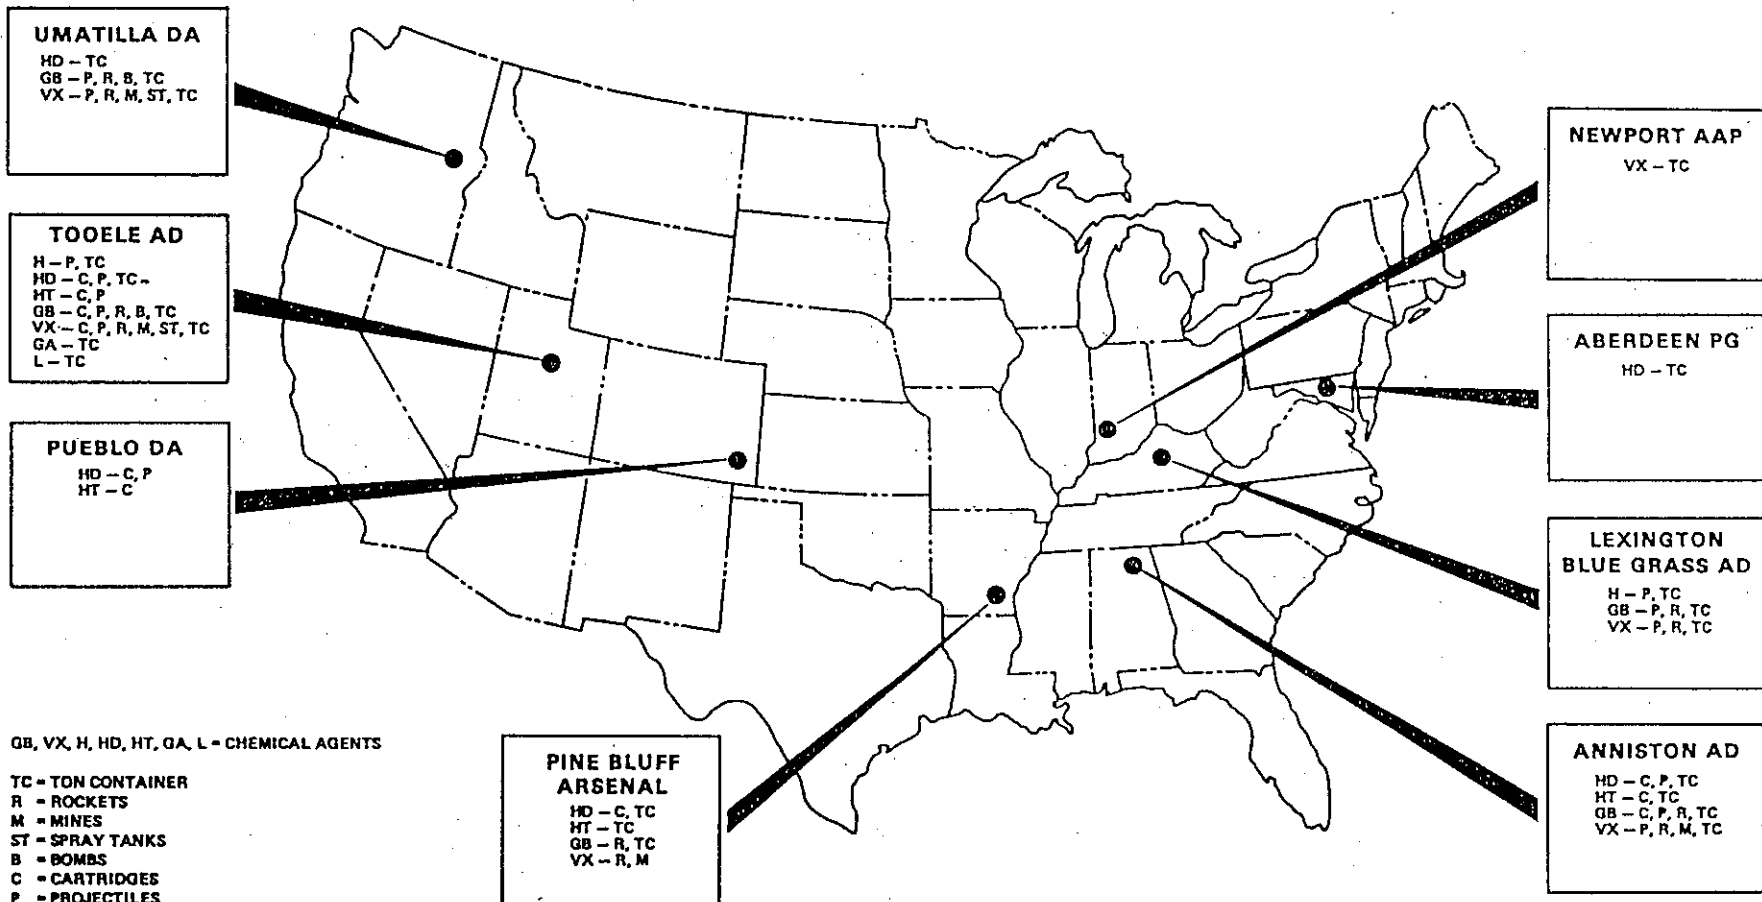 UMATILLA DA
HD – TC
GB – P, R, B, TC
VX – P, R, M, ST, TC
TOOELE AD
H – P, TC
HD – C, P, TC –
HT – C, P
GB – C, P, R, B, TC
VX – C, P, R, M, ST, TC
GA – TC
L – TC
PUEBLO DA
HD – C, P
HT – C
GB, VX, H, HD, HT, GA, L = CHEMICAL AGENTS
TC = TON CONTAINER
R = ROCKETS
M = MINES
ST = SPRAY TANKS
B = BOMBS
C = CARTRIDGES
P = PROJECTILES
PINE BLUFF
ARSENAL
HD – C, TC
HT – TC
GB – R, TC
VX – R, M
NEWPORT AAP
VX – TC
ABERDEEN PG
HD – TC
LEXINGTON
BLUE GRASS AD
H – P, TC
GB – P, R, TC
VX – P, R, TC
ANNISTON AD
HD – C, P, TC
HT – C, TC
GB – C, P, R, TC
VX – P, R, M, TC